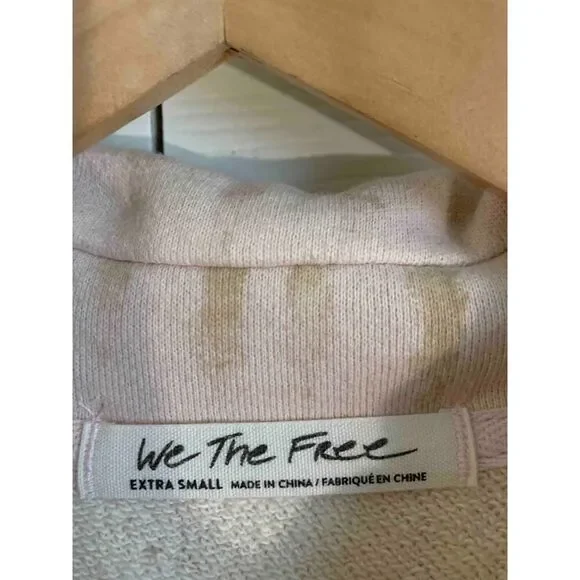 We The Free
EXTRA SMALL MADE IN CHINA / FABRIQUÉ EN CHINE